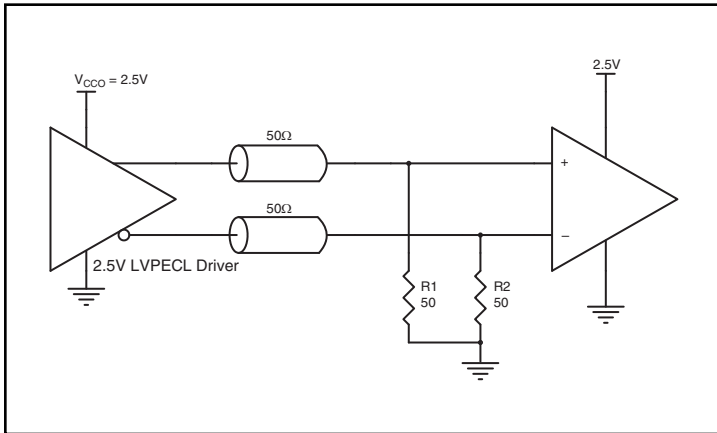 V_CCO = 2.5V
2.5V
50Ω
+
50Ω
–
2.5V LVPECL Driver
R1
50
R2
50